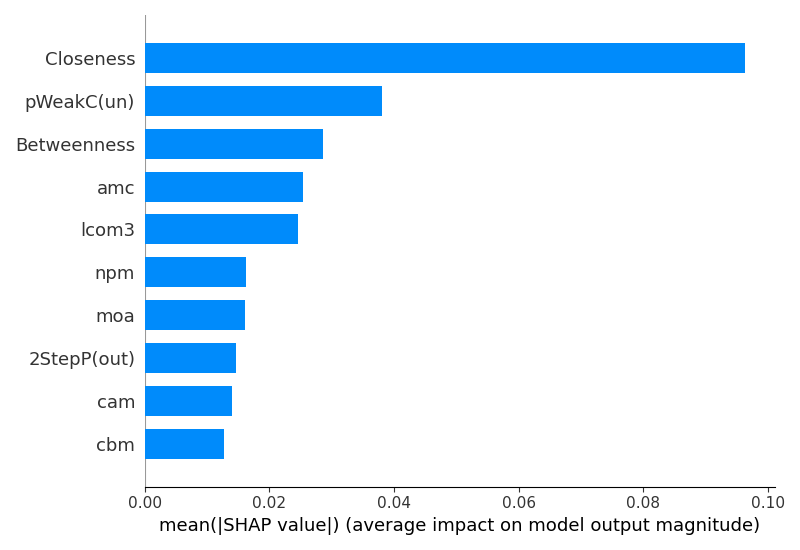 Closeness
pWeakC(un)
Betweenness
amc
lcom3
npm
moa
2StepP(out)
cam
cbm
0.00 0.02 0.04 0.06 0.08 0.10
mean(|SHAP value|) (average impact on model output magnitude)